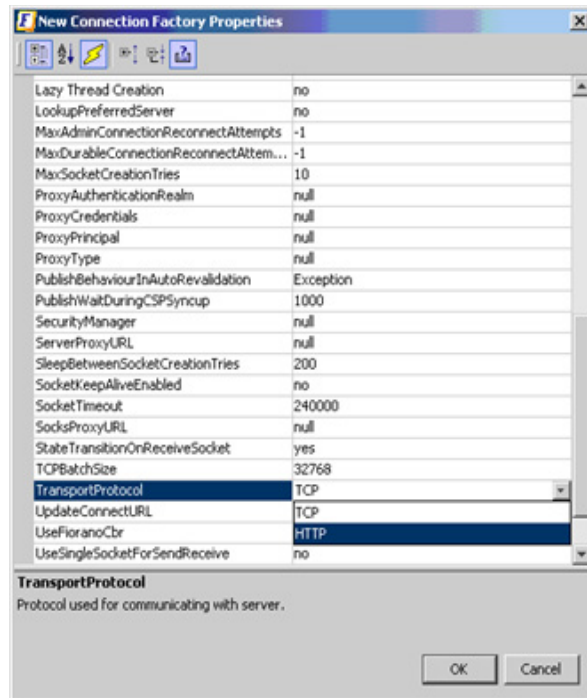 New Connection Factory Properties
Lazy Thread Creation no
LookupPreferredServer no
MaxAdminConnectionReconnectAttempts -1
MaxDurableConnectionReconnectAttem... -1
MaxSocketCreationTries 10
ProxyAuthenticationRealm null
ProxyCredentials null
ProxyPrincipal null
ProxyType null
PublishBehaviourInAutoRevalidation Exception
PublishWaitDuringCSPSyncup 1000
SecurityManager null
ServerProxyURL null
SleepBetweenSocketCreationTries 200
SocketKeepAliveEnabled no
SocketTimeout 240000
SocksProxyURL null
StateTransitionOnReceiveSocket yes
TCPBatchSize 32768
TransportProtocol TCP
UpdateConnectURL TCP
UseFioranoCbr HTTP
UseSingleSocketForSendReceive no
TransportProtocol
Protocol used for communicating with server.
OK Cancel